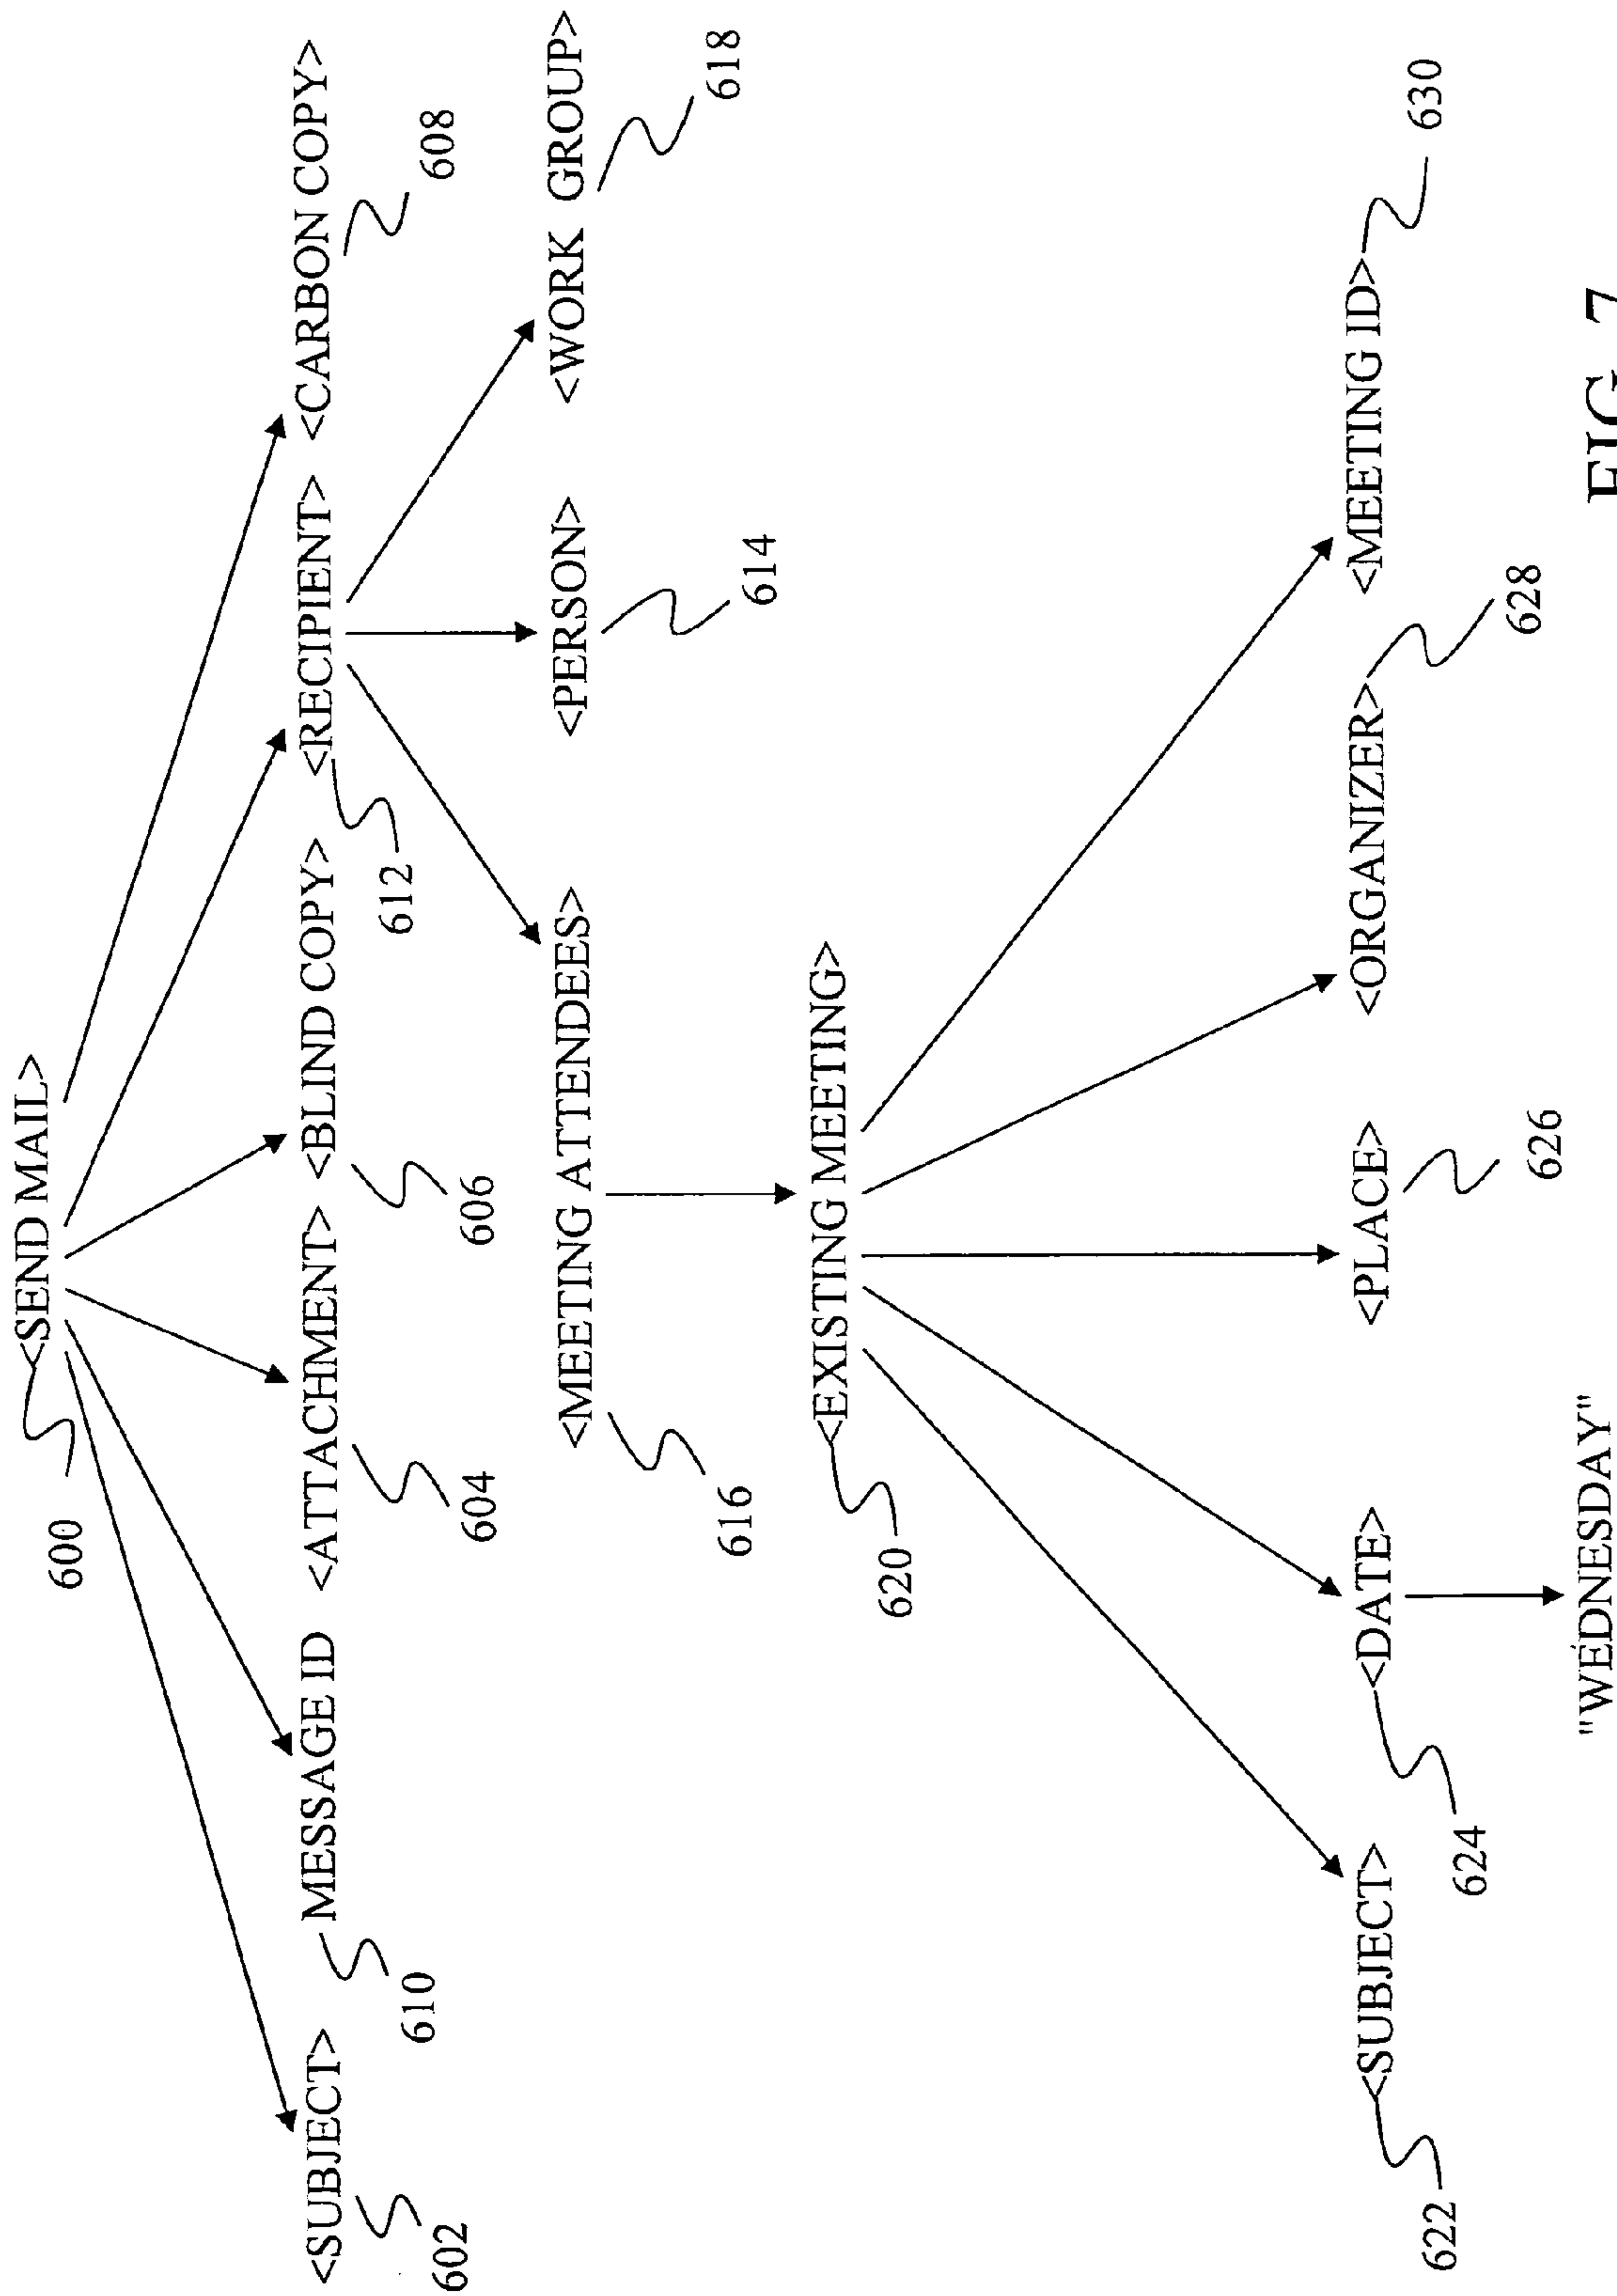 <SEND MAIL>
600
<SUBJECT> MESSAGE ID <ATTACHMENT> <BLIND COPY> <RECIPIENT> <CARBON COPY>
602 610 604 606 612 608
<MEETING ATTENDEES> <PERSON> <WORK GROUP>
616 614 618
<EXISTING MEETING>
620
<SUBJECT> <DATE> <PLACE> <ORGANIZER> <MEETING ID>
622 624 626 628 630
"WEDNESDAY"
FIG. 7